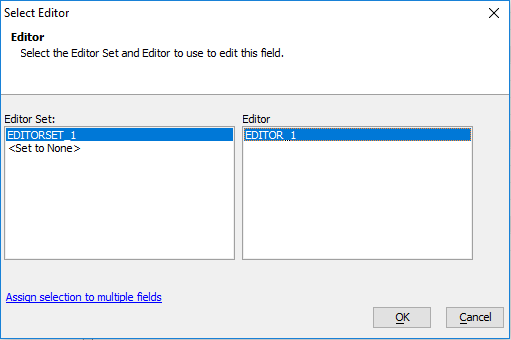 Select Editor
Editor
Select the Editor Set and Editor to use to edit this field.
Editor Set:
Editor
EDITORSET_1
EDITOR_1
<Set to None>
Assign selection to multiple fields
OK
Cancel